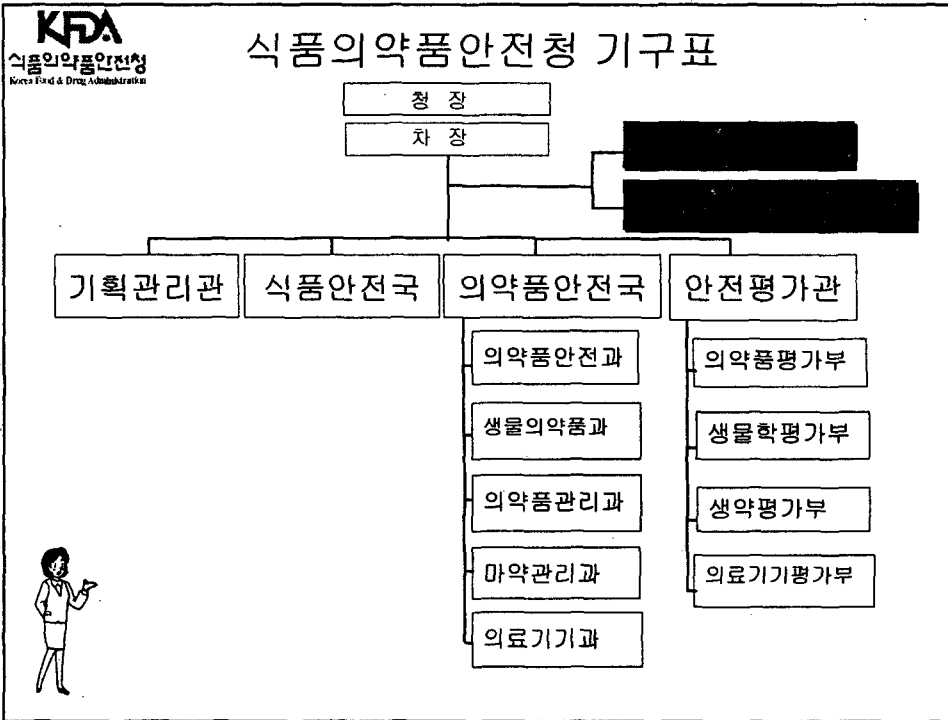 KFDA
식품의약품안전청
Korea Food & Drug Administration
식품의약품안전청 기구표
청 장
차 장
기획관리관
식품안전국
의약품안전국
안전평가관
의약품안전과
생물의약품과
의약품관리과
마약관리과
의료기기과
의약품평가부
생물학평가부
생약평가부
의료기기평가부